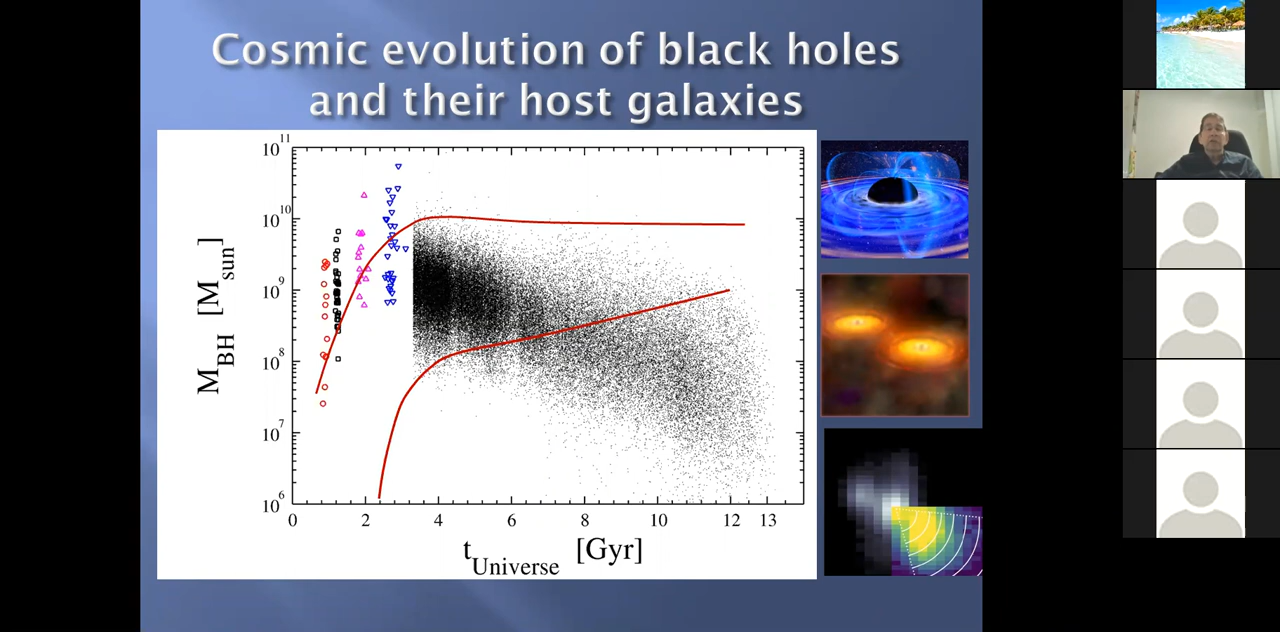 Cosmic evolution of black holes
and their host galaxies
10^11
10^10
10^9
10^8
10^7
10^6
M_BH [M_sun]
0 2 4 6 8 10 12 13
t_Universe [Gyr]